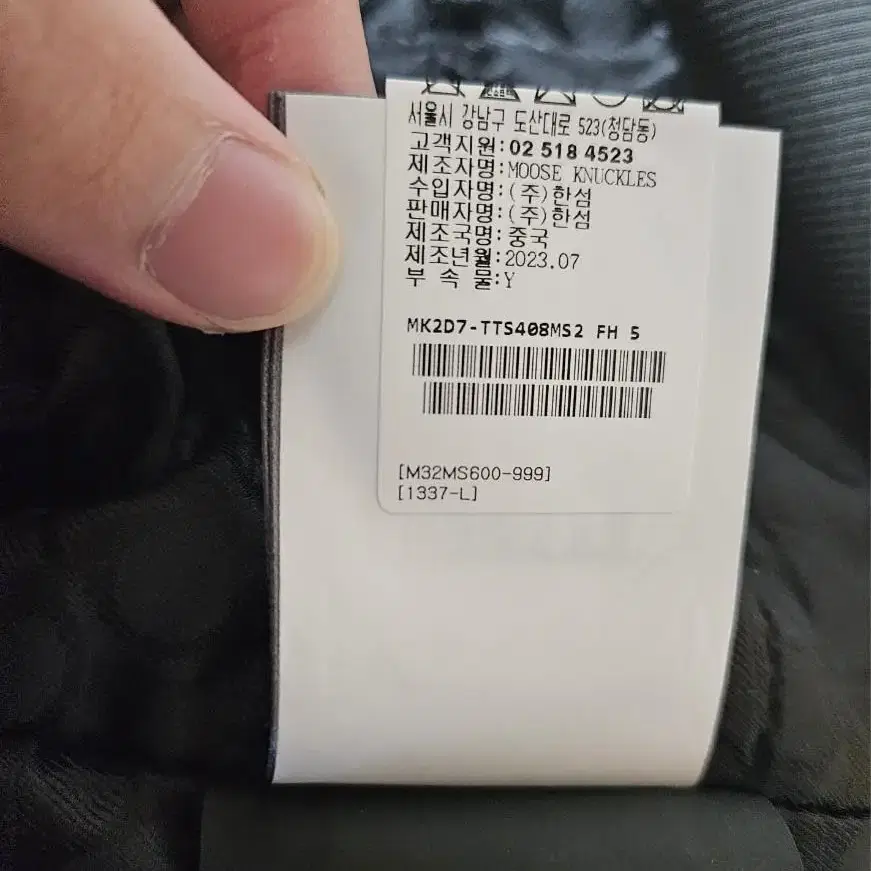 서울시 강남구 도산대로 523(청담동)
고객지원:02 518 4523
제조자명:MOOSE KNUCKLES
수입자명:(주)한섬
판매자명:(주)한섬
제조국명:중국
제조년월:2023.07
부 속 물:Y
MK2D7-TTS408MS2 FH 5
[M32MS600-999]
[1337-L]